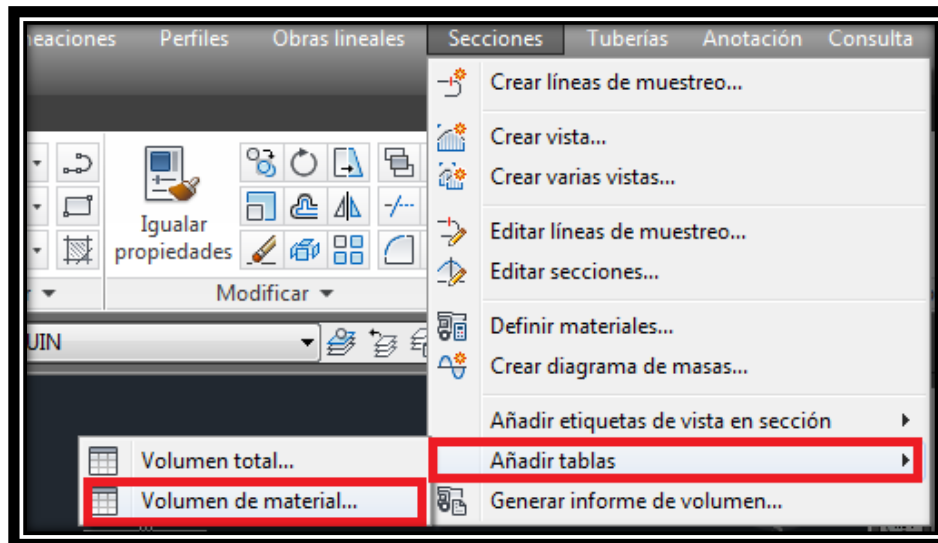 Perfiles Obras lineales Secciones Tuberías Anotación Consulta
Crear líneas de muestreo...
Crear vista...
Crear varias vistas...
Igualar
propiedades
Editar líneas de muestreo...
Editar secciones...
Modificar
Definir materiales...
Crear diagrama de masas...
Añadir etiquetas de vista en sección
Añadir tablas
Generar informe de volumen...
Volumen total...
Volumen de material...